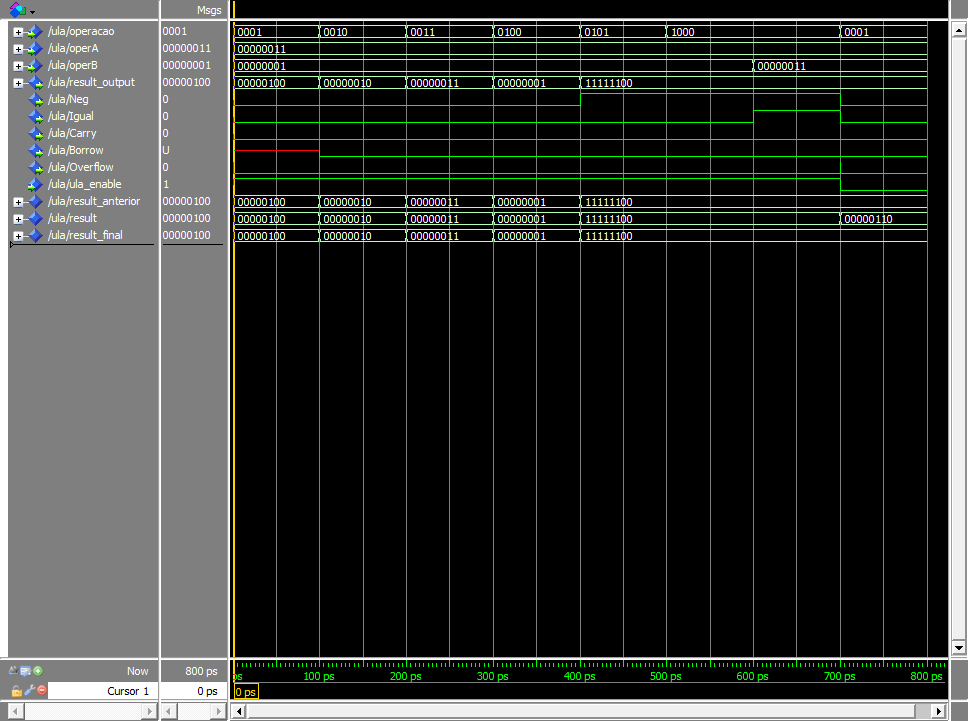 Msgs
/ula/operacao 0001 0001 0010 0011 0100 0101 1000 0001
/ula/operA 00000011 00000011
/ula/operB 00000001 00000001 00000011
/ula/result_output 00000100 00000100 00000010 00000011 00000001 11111100
/ula/Neg 0
/ula/Igual 0
/ula/Carry 0
/ula/Borrow U
/ula/Overflow 0
/ula/ula_enable 1
/ula/result_anterior 00000100 00000100 00000010 00000011 00000001 11111100
/ula/result 00000100 00000100 00000010 00000011 00000001 11111100 00000110
/ula/result_final 00000100 00000100 00000010 00000011 00000001 11111100
Now 800 ps ps 100 ps 200 ps 300 ps 400 ps 500 ps 600 ps 700 ps 800 ps
Cursor 1 0 ps 0 ps